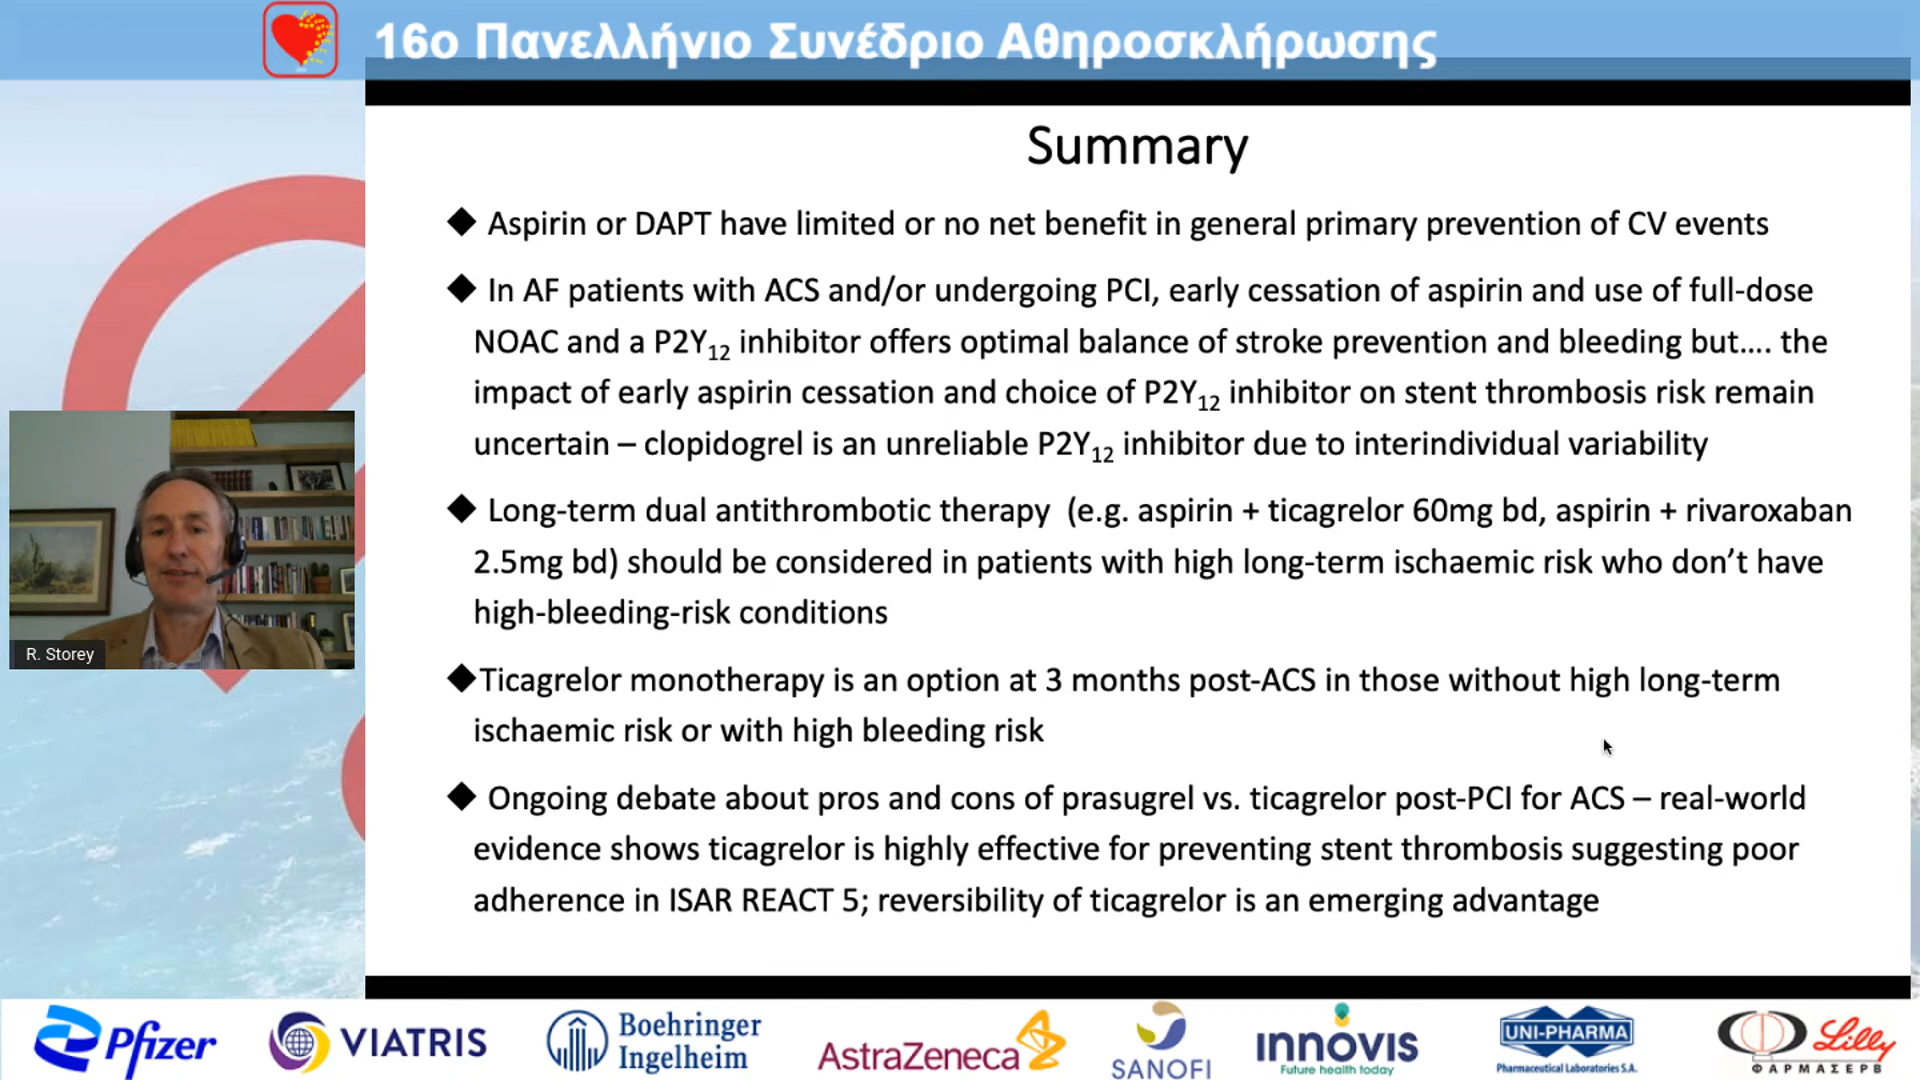 16ο Πανελλήνιο Συνέδριο Αθηροσκλήρωσης
Summary
◆ Aspirin or DAPT have limited or no net benefit in general primary prevention of CV events
◆ In AF patients with ACS and/or undergoing PCI, early cessation of aspirin and use of full-dose
NOAC and a P2Y12 inhibitor offers optimal balance of stroke prevention and bleeding but.... the
impact of early aspirin cessation and choice of P2Y12 inhibitor on stent thrombosis risk remain
uncertain – clopidogrel is an unreliable P2Y12 inhibitor due to interindividual variability
◆ Long-term dual antithrombotic therapy (e.g. aspirin + ticagrelor 60mg bd, aspirin + rivaroxaban
2.5mg bd) should be considered in patients with high long-term ischaemic risk who don’t have
high-bleeding-risk conditions
◆Ticagrelor monotherapy is an option at 3 months post-ACS in those without high long-term
ischaemic risk or with high bleeding risk
◆ Ongoing debate about pros and cons of prasugrel vs. ticagrelor post-PCI for ACS – real-world
evidence shows ticagrelor is highly effective for preventing stent thrombosis suggesting poor
adherence in ISAR REACT 5; reversibility of ticagrelor is an emerging advantage
R. Storey
Pfizer
VIATRIS
Boehringer
Ingelheim
AstraZeneca
SANOFI
INNOVIS
Future health today
UNI-PHARMA
Pharmaceutical Laboratories S.A.
Lilly
ΦΑΡΜΑΣΕΡΒ